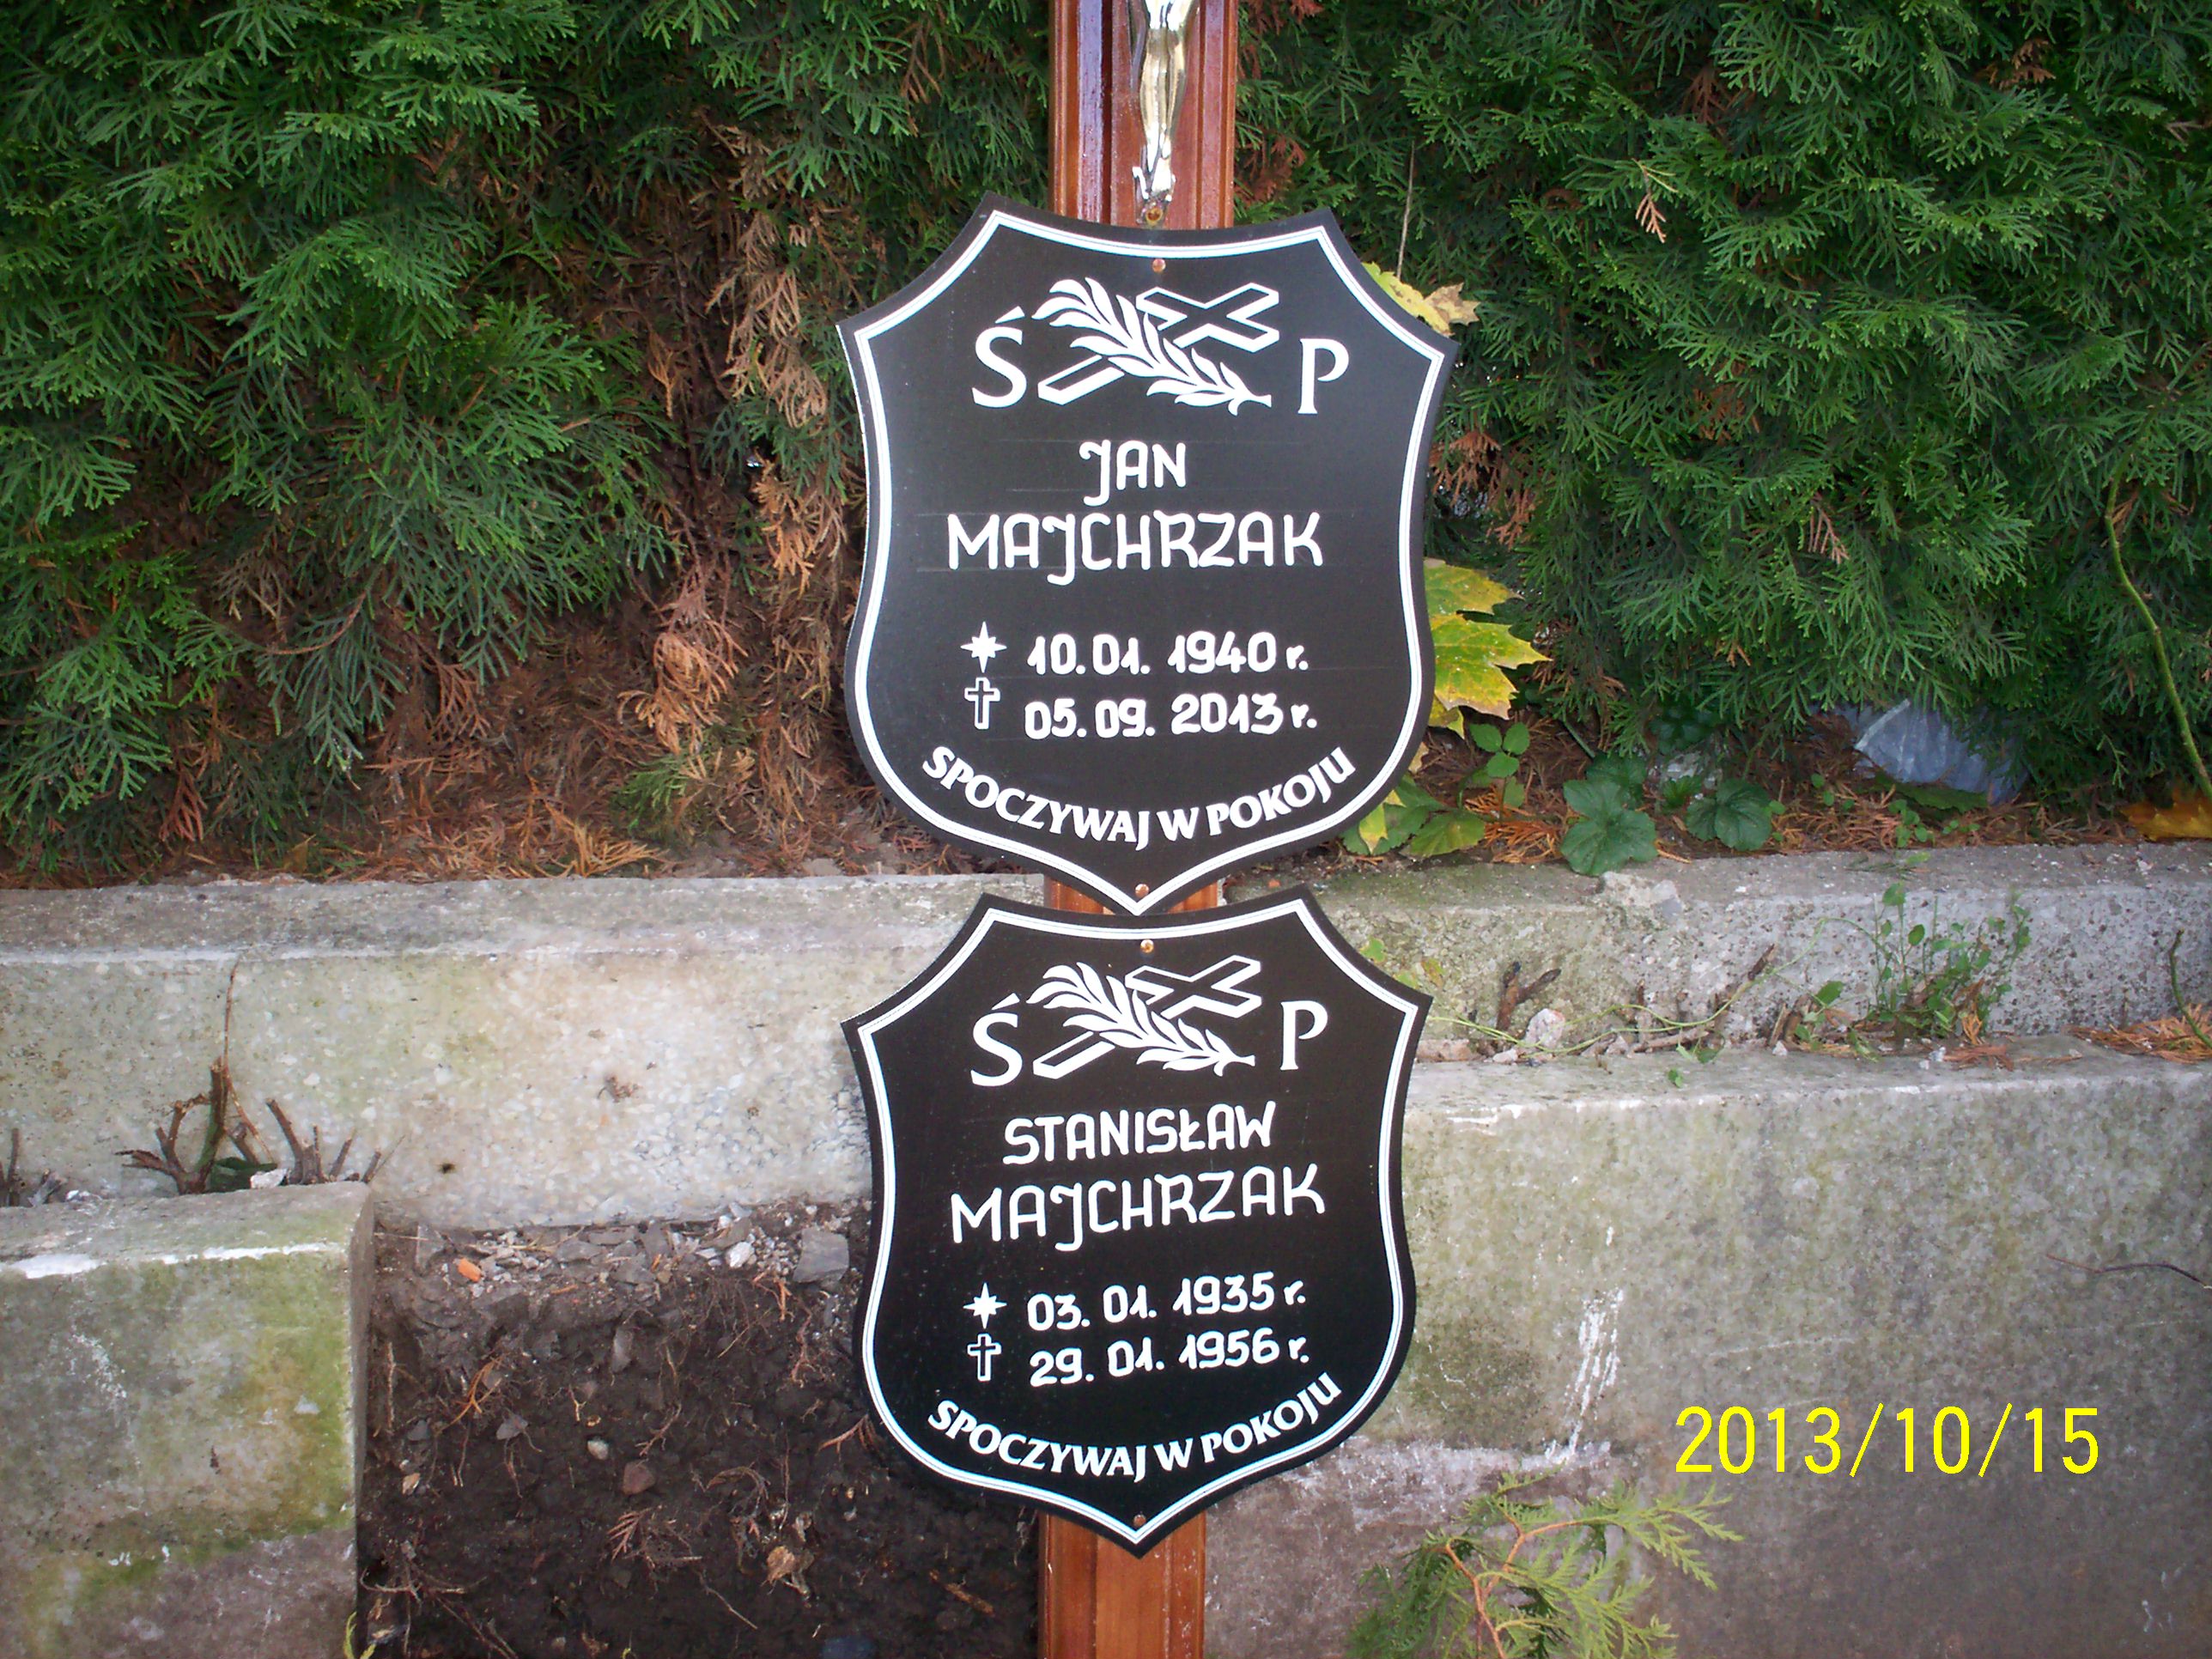 Ś P
JAN
MAJCHRZAK
10.01. 1940 r.
05.09. 2013 r.
SPOCZYWAJ W POKOJU
Ś P
STANISŁAW
MAJCHRZAK
03. 01. 1935 r.
29. 01. 1956 r.
SPOCZYWAJ W POKOJU
2013/10/15